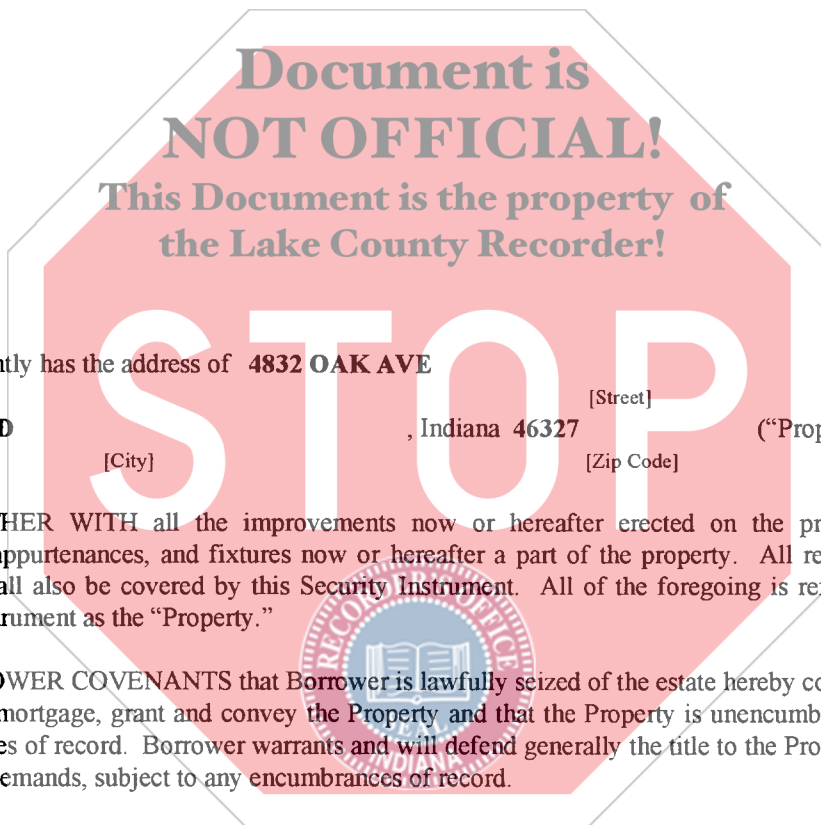 Document is
NOT OFFICIAL!
This Document is the property of
the Lake County Recorder!
STOP
ntly has the address of 4832 OAK AVE
[Street]
D , Indiana 46327 (“Prop
[City] [Zip Code]
HER WITH all the improvements now or hereafter erected on the pr
appurtenances, and fixtures now or hereafter a part of the property. All re
all also be covered by this Security Instrument. All of the foregoing is re
rument as the “Property.”
RECORDER'S OFFICE
SEAL
INDIANA
OWER COVENANTS that Borrower is lawfully seized of the estate hereby co
mortgage, grant and convey the Property and that the Property is unencumb
es of record. Borrower warrants and will defend generally the title to the Pro
emands, subject to any encumbrances of record.